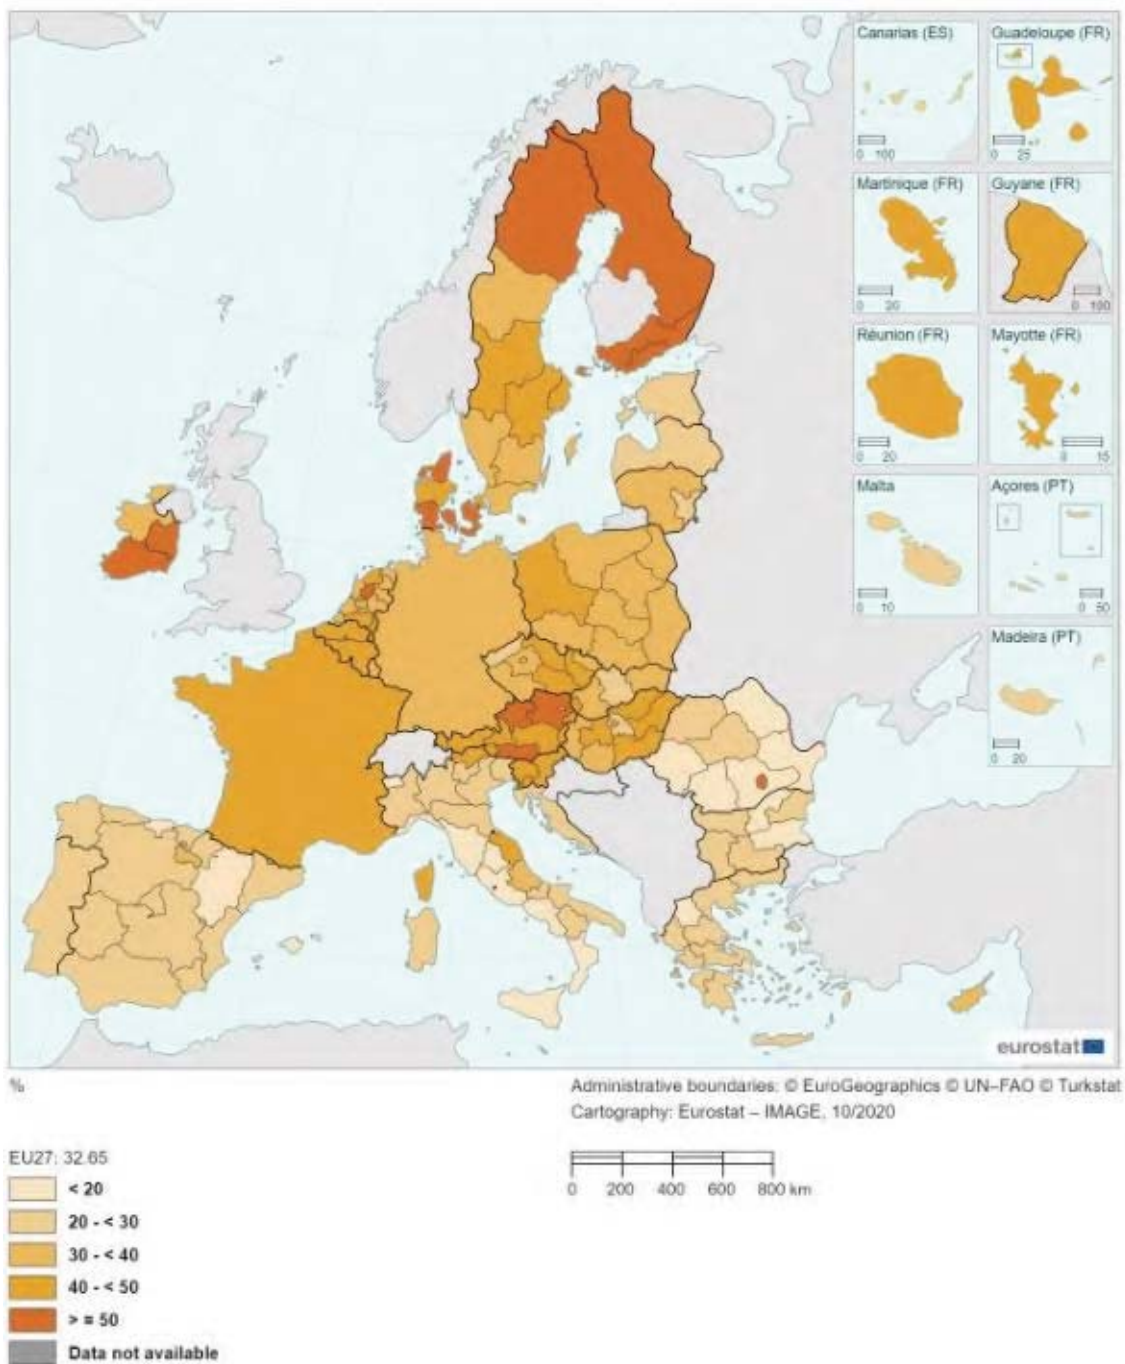 Canarias (ES)
0 100
Guadeloupe (FR)
0 25
Martinique (FR)
0 20
Guyane (FR)
0 100
Réunion (FR)
0 20
Mayotte (FR)
0 15
Malta
0 10
Açores (PT)
0 50
Madeira (PT)
0 20
eurostat
%
Administrative boundaries: © EuroGeographics © UN–FAO © Turkstat
Cartography: Eurostat – IMAGE, 10/2020
EU27: 32.65
0 200 400 600 800 km
< 20
20 - < 30
30 - < 40
40 - < 50
> = 50
Data not available